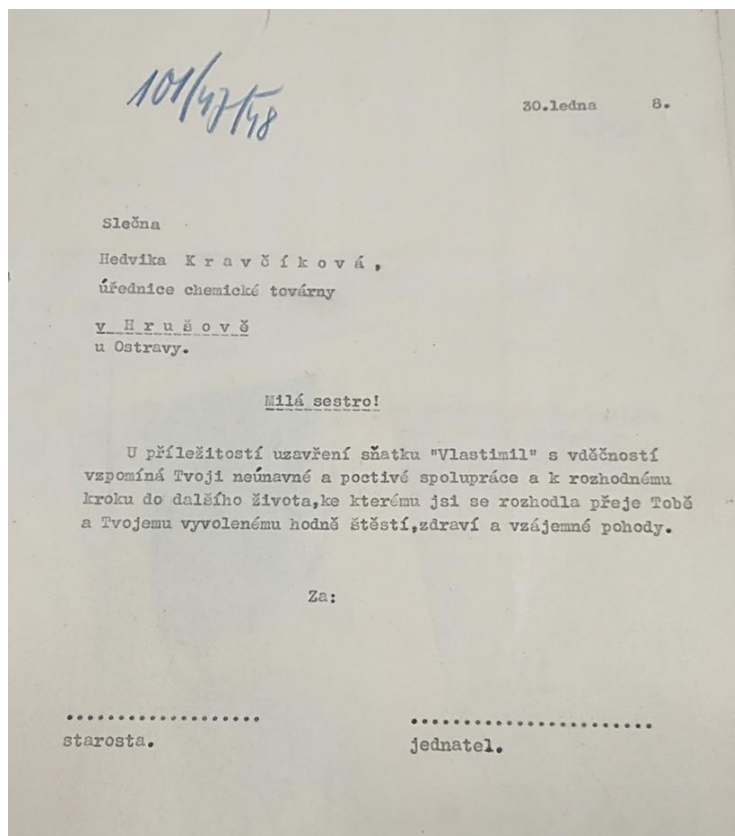 101/47/48
30.ledna 8.
Slečna
Hedvika K r a v č í k o v á ,
úřednice chemické továrny
v H r u š o v ě
u Ostravy.
Milá sestro!
U příležitostí uzavření sňatku "Vlastimil" s vděčností
vzpomíná Tvoji neúnavné a poctivé spolupráce a k rozhodnému
kroku do dalšího života,ke kterému jsi se rozhodla přeje Tobě
a Tvojemu vyvolenému hodně štěstí,zdraví a vzájemné pohody.
Za:
................... ........................
starosta. jednatel.